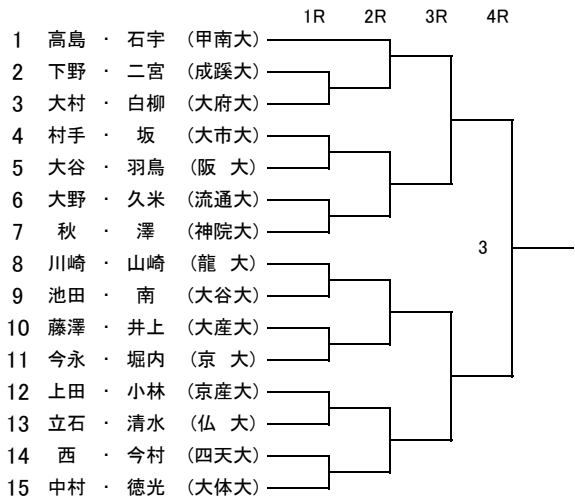 1R 2R 3R 4R
1 高島 ・ 石宇 (甲南大)
2 下野 ・ 二宮 (成蹊大)
3 大村 ・ 白柳 (大府大)
4 村手 ・ 坂 (大市大)
5 大谷 ・ 羽鳥 (阪 大)
6 大野 ・ 久米 (流通大)
7 秋 ・ 澤 (神院大)
3
8 川崎 ・ 山崎 (龍 大)
9 池田 ・ 南 (大谷大)
10 藤澤 ・ 井上 (大産大)
11 今永 ・ 堀内 (京 大)
12 上田 ・ 小林 (京産大)
13 立石 ・ 清水 (仏 大)
14 西 ・ 今村 (四天大)
15 中村 ・ 徳光 (大体大)